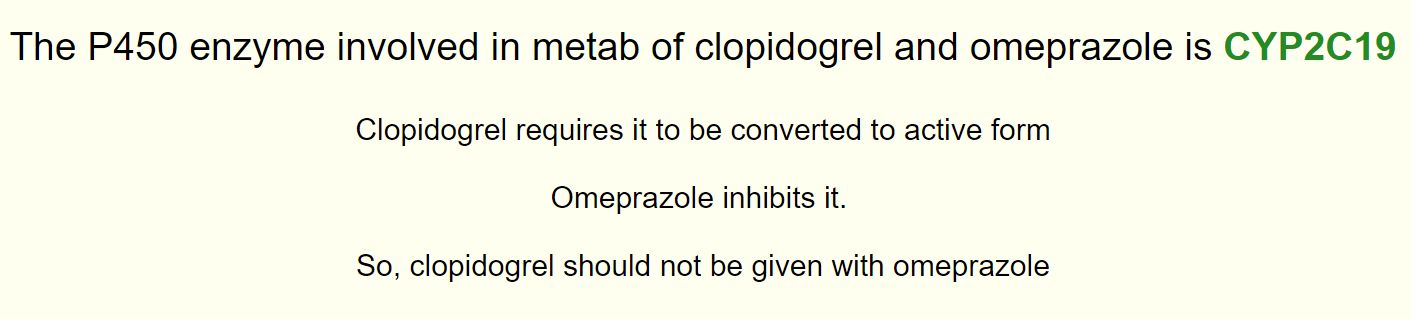 The P450 enzyme involved in metab of clopidogrel and omeprazole is CYP2C19
Clopidogrel requires it to be converted to active form
Omeprazole inhibits it.
So, clopidogrel should not be given with omeprazole